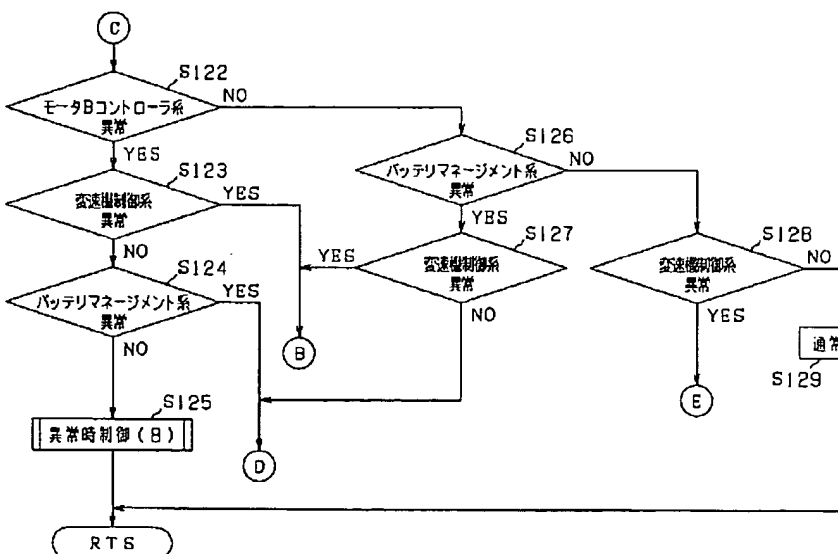 C
S122
モータBコントローラ系
異常
NO
YES
S123
変速機制御系
異常
YES
NO
S124
バッテリマネージメント系
異常
YES
NO
S125
異常時制御(8)
RTS
B
D
S126
バッテリマネージメント系
異常
NO
YES
S127
変速機制御系
異常
YES
NO
S128
変速機制御系
異常
NO
YES
E
通常
S129